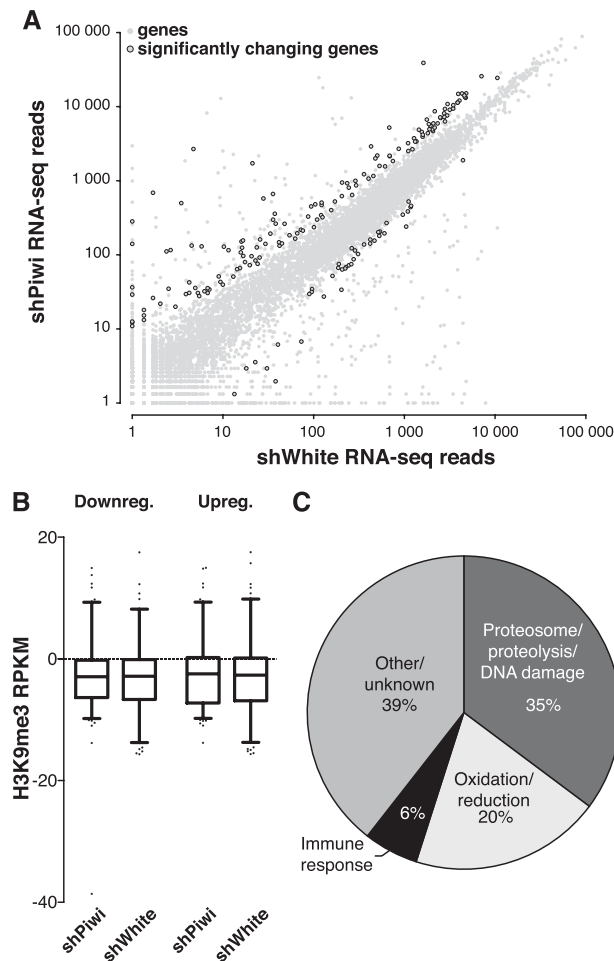 A
genes
significantly changing genes
100 000
10 000
1 000
100
10
1
shPiwi RNA-seq reads
1
10
100
1 000
10 000
100 000
shWhite RNA-seq reads
B
Downreg.
Upreg.
20
0
-20
-40
H3K9me3 RPKM
shPiwi
shWhite
shPiwi
shWhite
C
Proteosome/
proteolysis/
DNA damage
35%
Other/
unknown
39%
Oxidation/
reduction
20%
6%
Immune
response